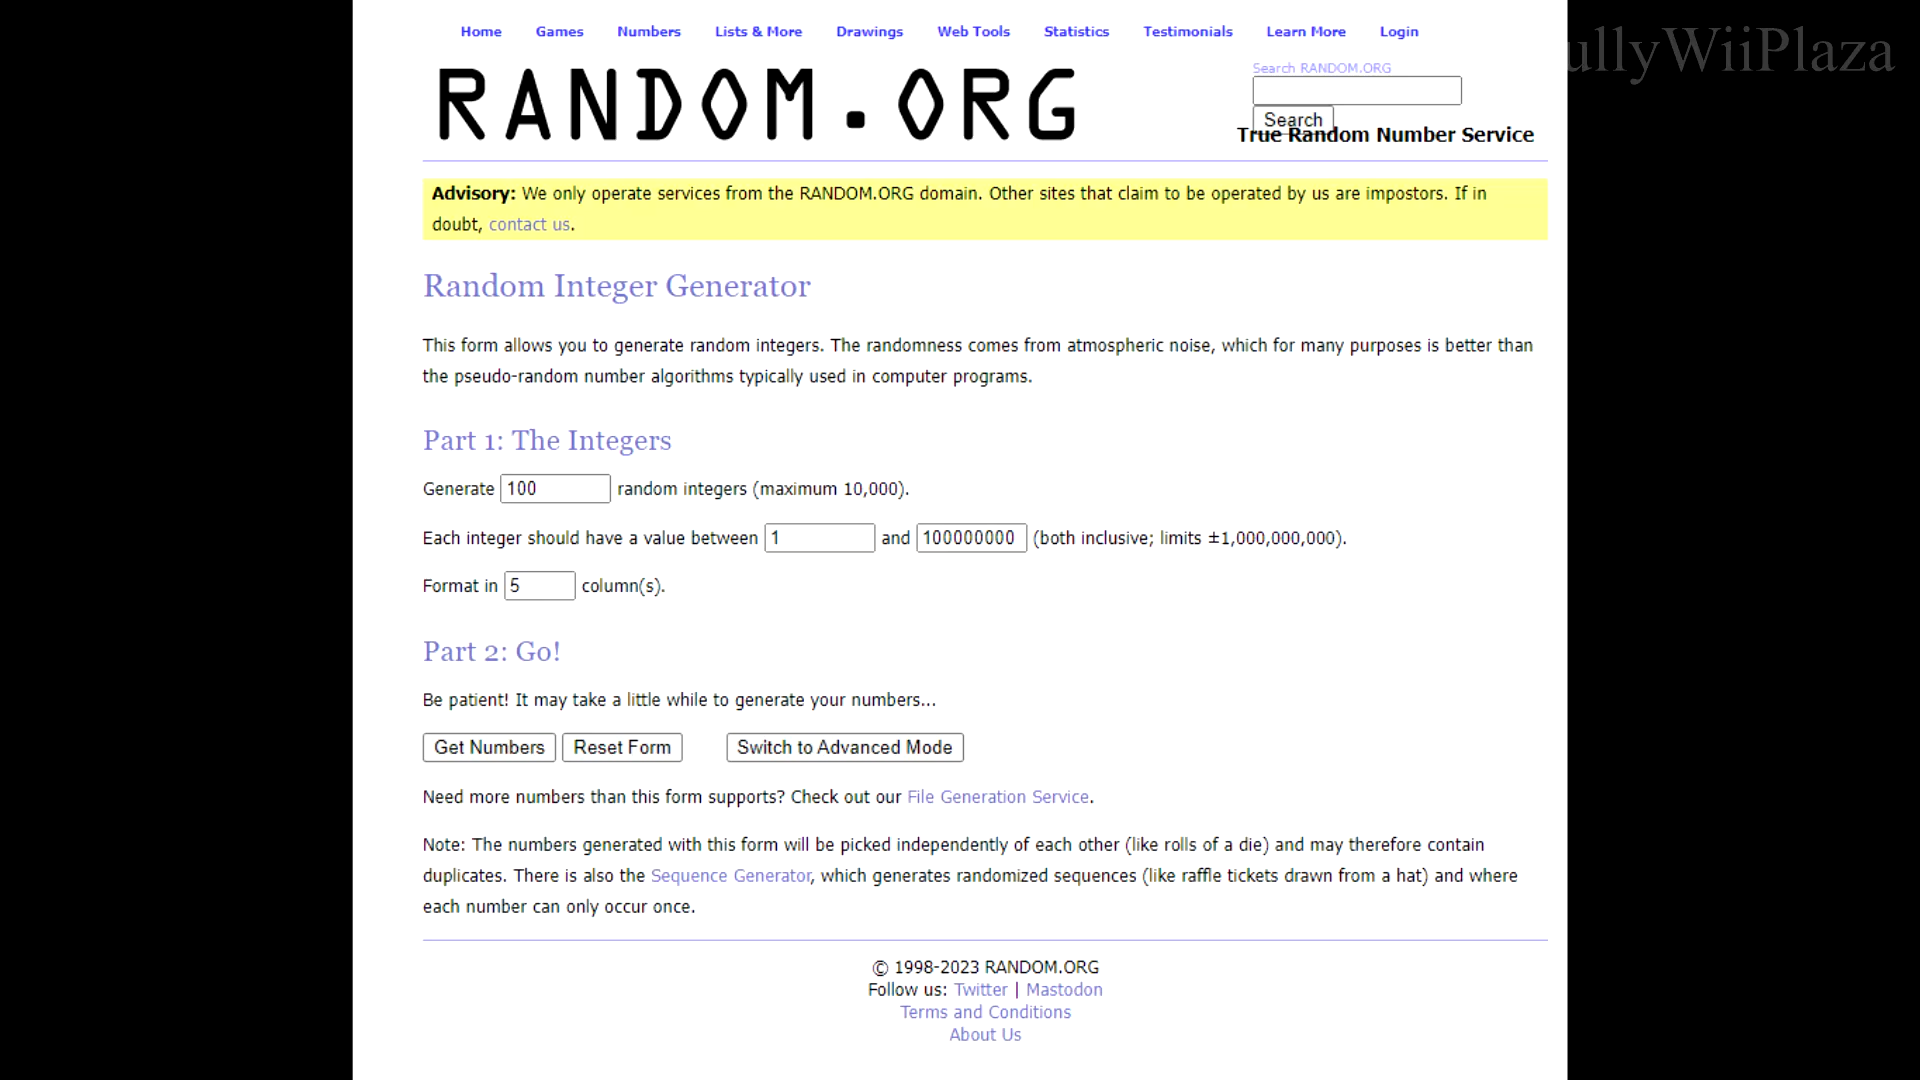 Home Games Numbers Lists & More Drawings Web Tools Statistics Testimonials Learn More Login
ullyWiiPlaza
RANDOM.ORG
Search RANDOM.ORG
Search
True Random Number Service
Advisory: We only operate services from the RANDOM.ORG domain. Other sites that claim to be operated by us are impostors. If in
doubt, contact us.
Random Integer Generator
This form allows you to generate random integers. The randomness comes from atmospheric noise, which for many purposes is better than
the pseudo-random number algorithms typically used in computer programs.
Part 1: The Integers
Generate 100 random integers (maximum 10,000).
Each integer should have a value between 1 and 100000000 (both inclusive; limits ±1,000,000,000).
Format in 5 column(s).
Part 2: Go!
Be patient! It may take a little while to generate your numbers...
Get Numbers Reset Form Switch to Advanced Mode
Need more numbers than this form supports? Check out our File Generation Service.
Note: The numbers generated with this form will be picked independently of each other (like rolls of a die) and may therefore contain
duplicates. There is also the Sequence Generator, which generates randomized sequences (like raffle tickets drawn from a hat) and where
each number can only occur once.
© 1998-2023 RANDOM.ORG
Follow us: Twitter | Mastodon
Terms and Conditions
About Us